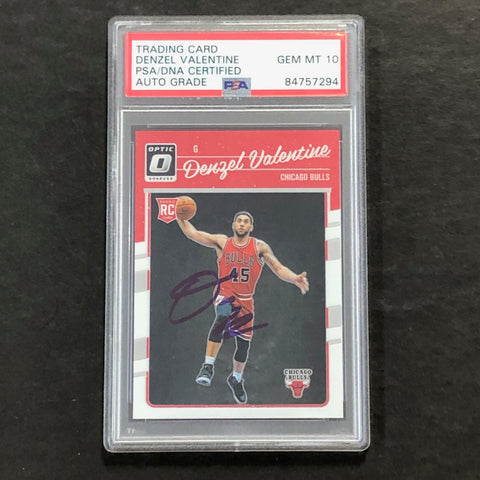 TRADING CARD
DENZEL VALENTINE
PSA/DNA CERTIFIED
AUTO GRADE
GEM MT 10
PSA
84757294
OPTIC
DONRUSS
G
Denzel Valentine
CHICAGO BULLS
RC
BULLS
45
CHICAGO
BULLS